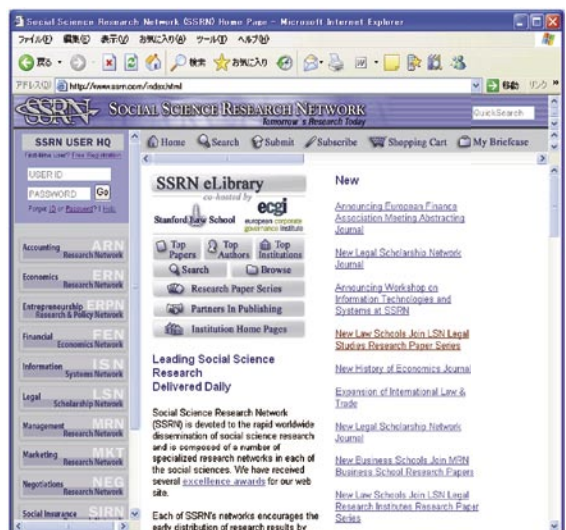 Social Science Research Network (SSRN) Home Page - Microsoft Internet Explorer
ファイル(F) 編集(E) 表示(V) お気に入り(A) ツール(T) ヘルプ(H)
戻る 検索 お気に入り
アドレス(D) http://www.ssrn.com/index.html 移動 リンク »
SSRN SOCIAL SCIENCE RESEARCH NETWORK
Tomorrow's Research Today
QuickSearch
SSRN USER HQ
First-time user? Free Registration
USER ID
PASSWORD Go
Forget ID or Password? | Help
Home Search Submit Subscribe Shopping Cart My Briefcase
Accounting ARN
Research Network
Economics ERN
Research Network
Entrepreneurship ERPN
Research & Policy Network
Financial FEN
Economics Network
Information ISN
Systems Network
Legal LSN
Scholarship Network
Management MRN
Research Network
Marketing MKT
Research Network
Negotiations NEG
Research Network
Social Insurance SIRN
SSRN eLibrary
co-hosted by
Stanford Law School
ecgi
european corporate
governance institute
Top Papers
Top Authors
Top Institutions
Search Browse
Research Paper Series
Partners In Publishing
Institution Home Pages
Leading Social Science
Research
Delivered Daily
Social Science Research Network
(SSRN) is devoted to the rapid worldwide
dissemination of social science research
and is composed of a number of
specialized research networks in each of
the social sciences. We have received
several excellence awards for our web
site.
Each of SSRN's networks encourages the
early distribution of research results by
New
Announcing European Finance
Association Meeting Abstracting
Journal
New Legal Scholarship Network
Journal
Announcing Workshop on
Information Technologies and
Systems at SSRN
New Law Schools Join LSN Legal
Studies Research Paper Series
New History of Economics Journal
Expansion of International Law &
Trade
New Legal Scholarship Network
Journal
New Business Schools Join MRN
Business School Research Papers
New Law Schools Join LSN Legal
Research Institutes Research Paper
Series